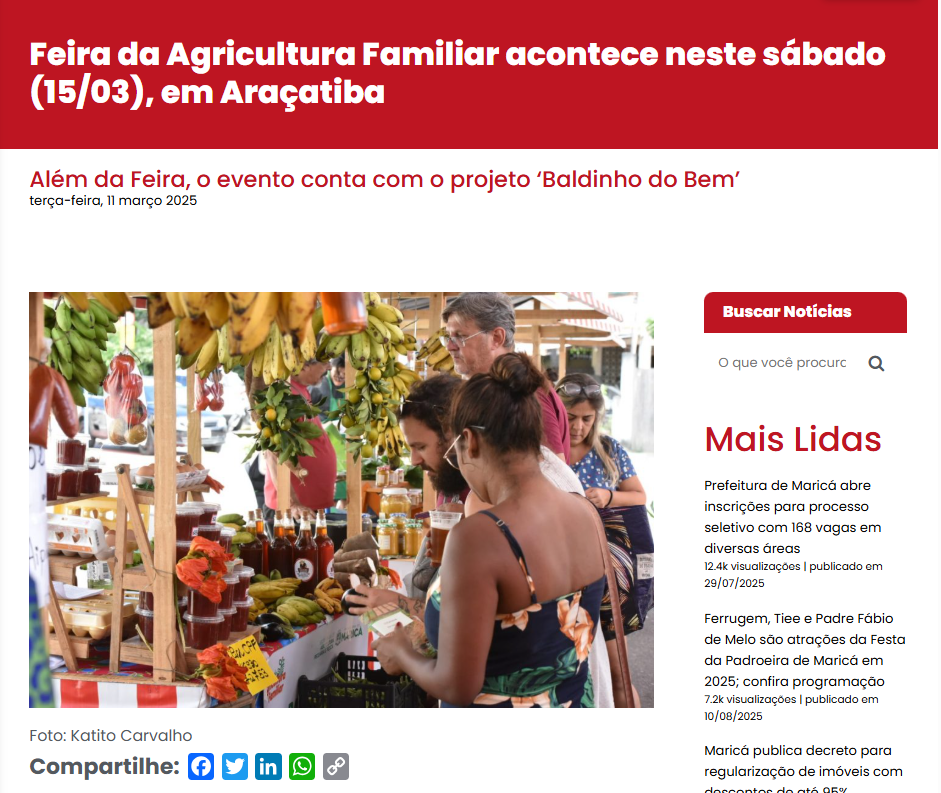 Feira da Agricultura Familiar acontece neste sábado
(15/03), em Araçatiba
Além da Feira, o evento conta com o projeto ‘Baldinho do Bem’
terça-feira, 11 março 2025
Foto: Katito Carvalho
Compartilhe:
Buscar Notícias
O que você procurc
Mais Lidas
Prefeitura de Maricá abre
inscrições para processo
seletivo com 168 vagas em
diversas áreas
12.4k visualizações | publicado em
29/07/2025
Ferrugem, Tiee e Padre Fábio
de Melo são atrações da Festa
da Padroeira de Maricá em
2025; confira programação
7.2k visualizações | publicado em
10/08/2025
Maricá publica decreto para
regularização de imóveis com
descontos de até 95%